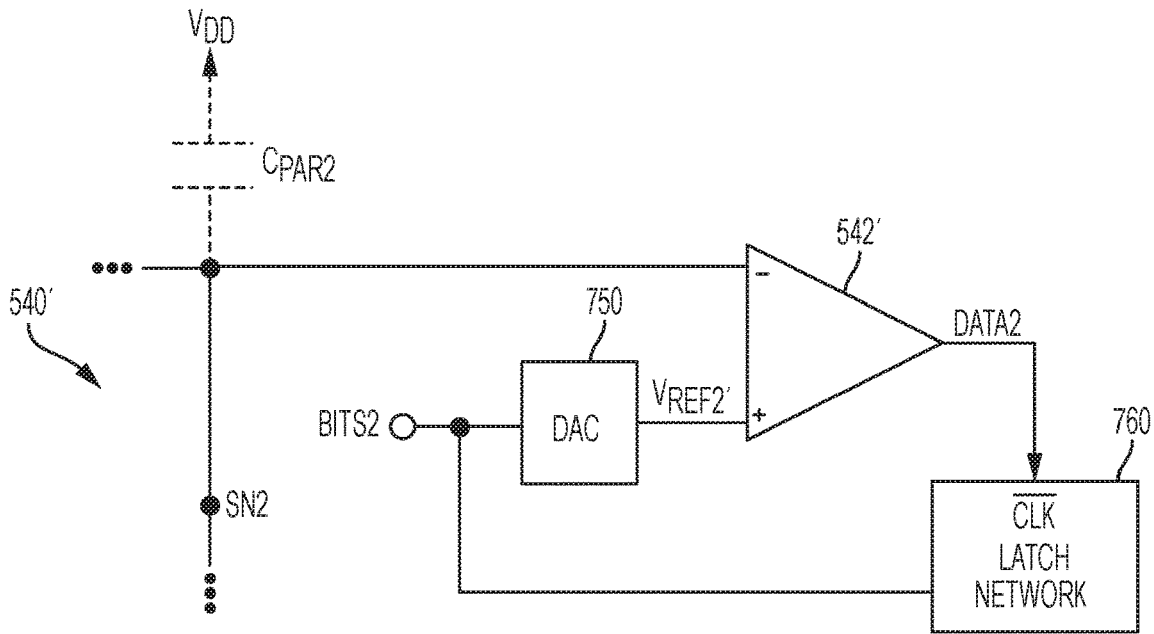 VDD
CPAR2
542′
540′
750
DATA2
VREF2′
-
BITS2
DAC
+
760
SN2
CLK
LATCH
NETWORK